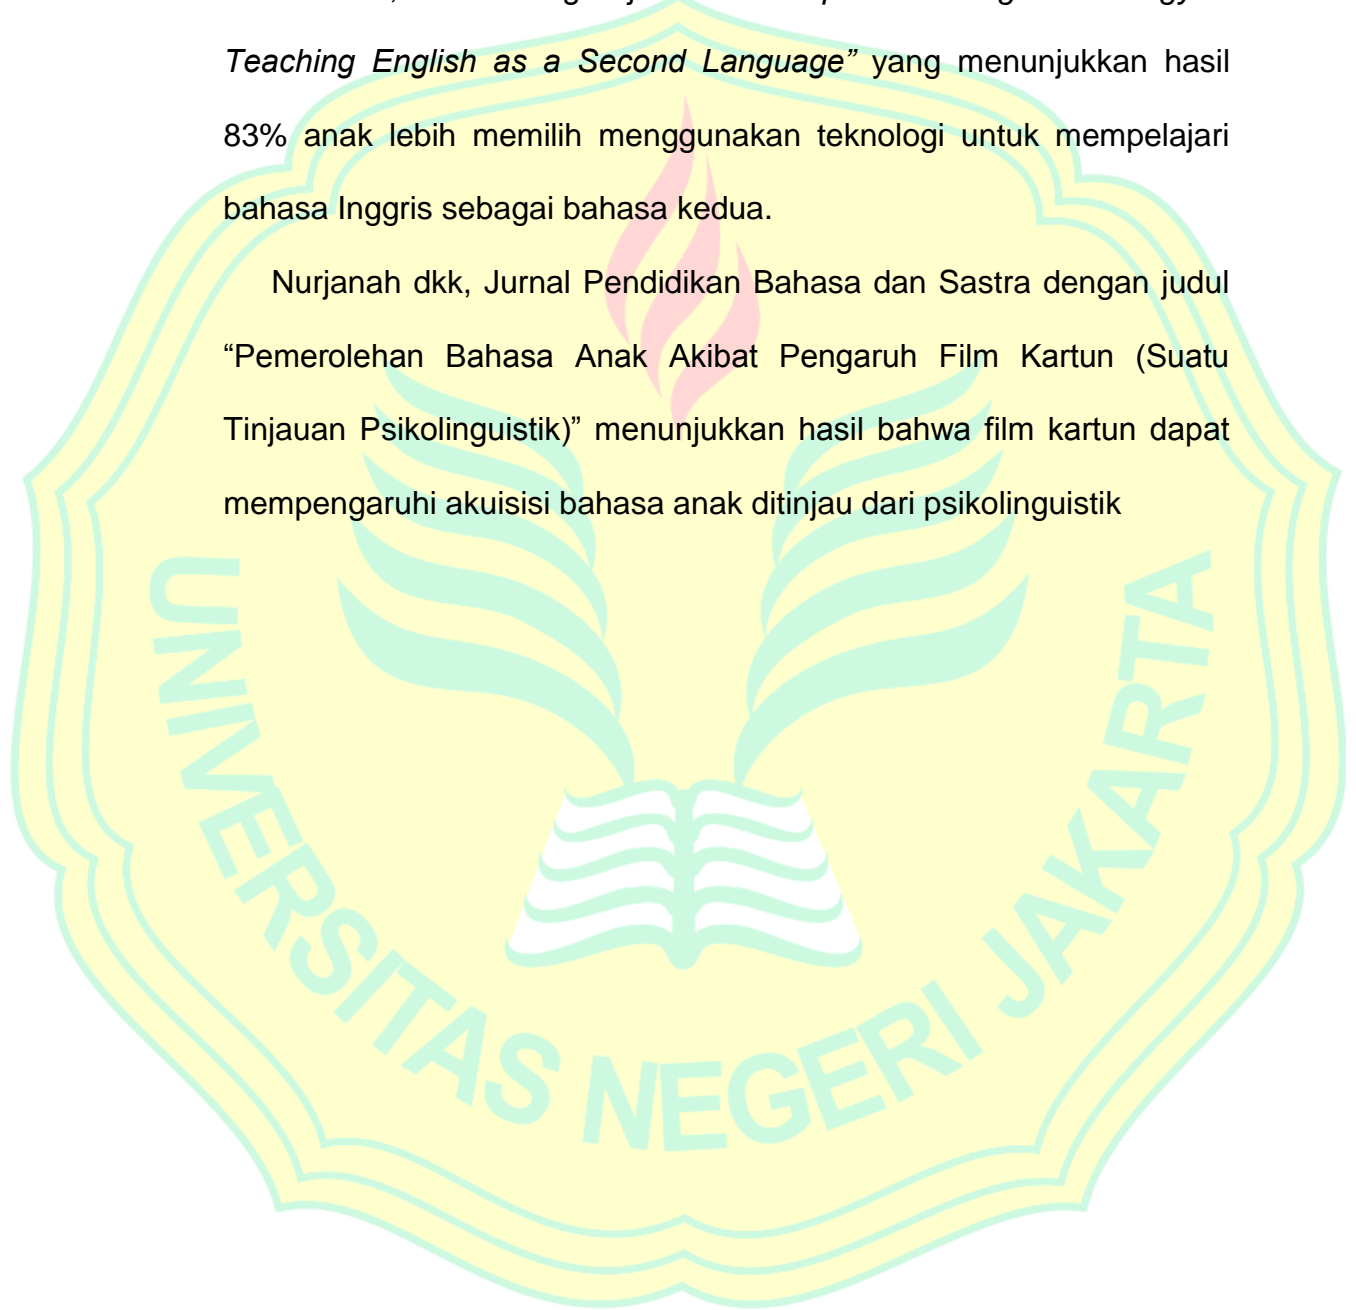 Teaching English as a Second Language” yang menunjukkan hasil
83% anak lebih memilih menggunakan teknologi untuk mempelajari
bahasa Inggris sebagai bahasa kedua.
Nurjanah dkk, Jurnal Pendidikan Bahasa dan Sastra dengan judul
“Pemerolehan Bahasa Anak Akibat Pengaruh Film Kartun (Suatu
Tinjauan Psikolinguistik)” menunjukkan hasil bahwa film kartun dapat
mempengaruhi akuisisi bahasa anak ditinjau dari psikolinguistik
UNIVERSITAS NEGERI JAKARTA